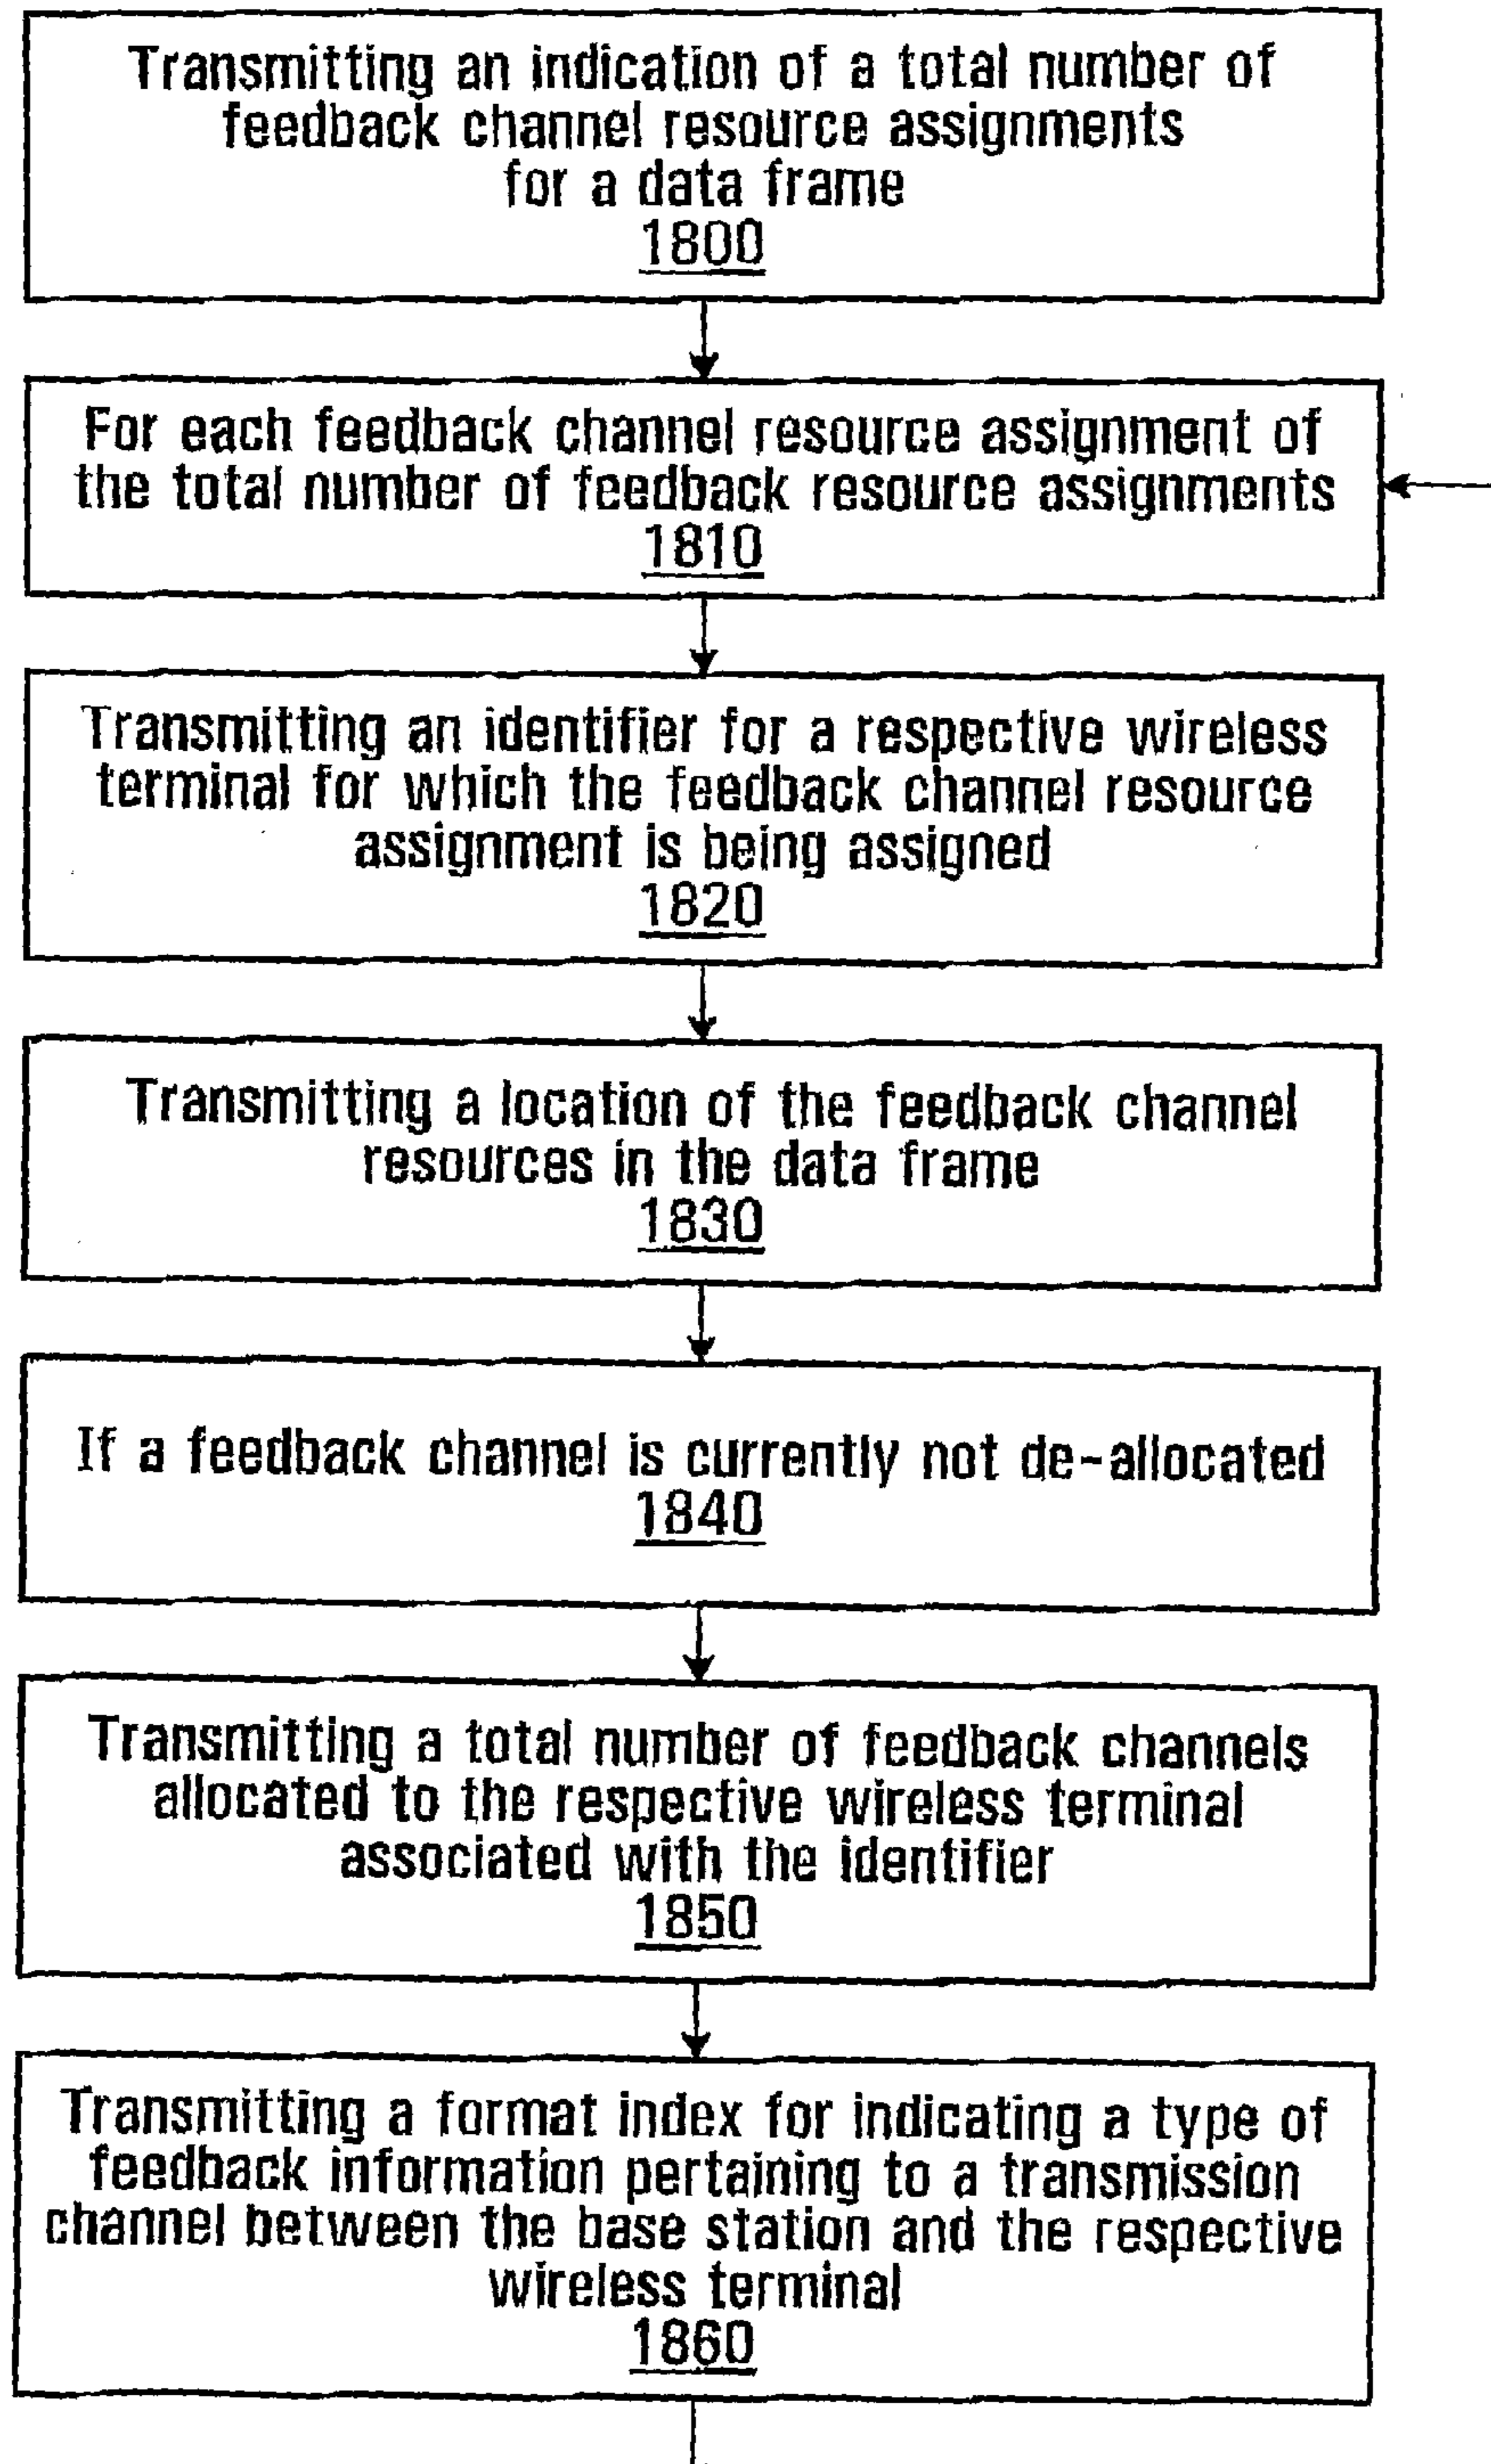 Transmitting an indication of a total number of
feedback channel resource assignments
for a data frame
1800
For each feedback channel resource assignment of
the total number of feedback resource assignments
1810
Transmitting an identifier for a respective wireless
terminal for which the feedback channel resource
assignment is being assigned
1820
Transmitting a location of the feedback channel
resources in the data frame
1830
If a feedback channel is currently not de-allocated
1840
Transmitting a total number of feedback channels
allocated to the respective wireless terminal
associated with the identifier
1850
Transmitting a format index for indicating a type of
feedback information pertaining to a transmission
channel between the base station and the respective
wireless terminal
1860